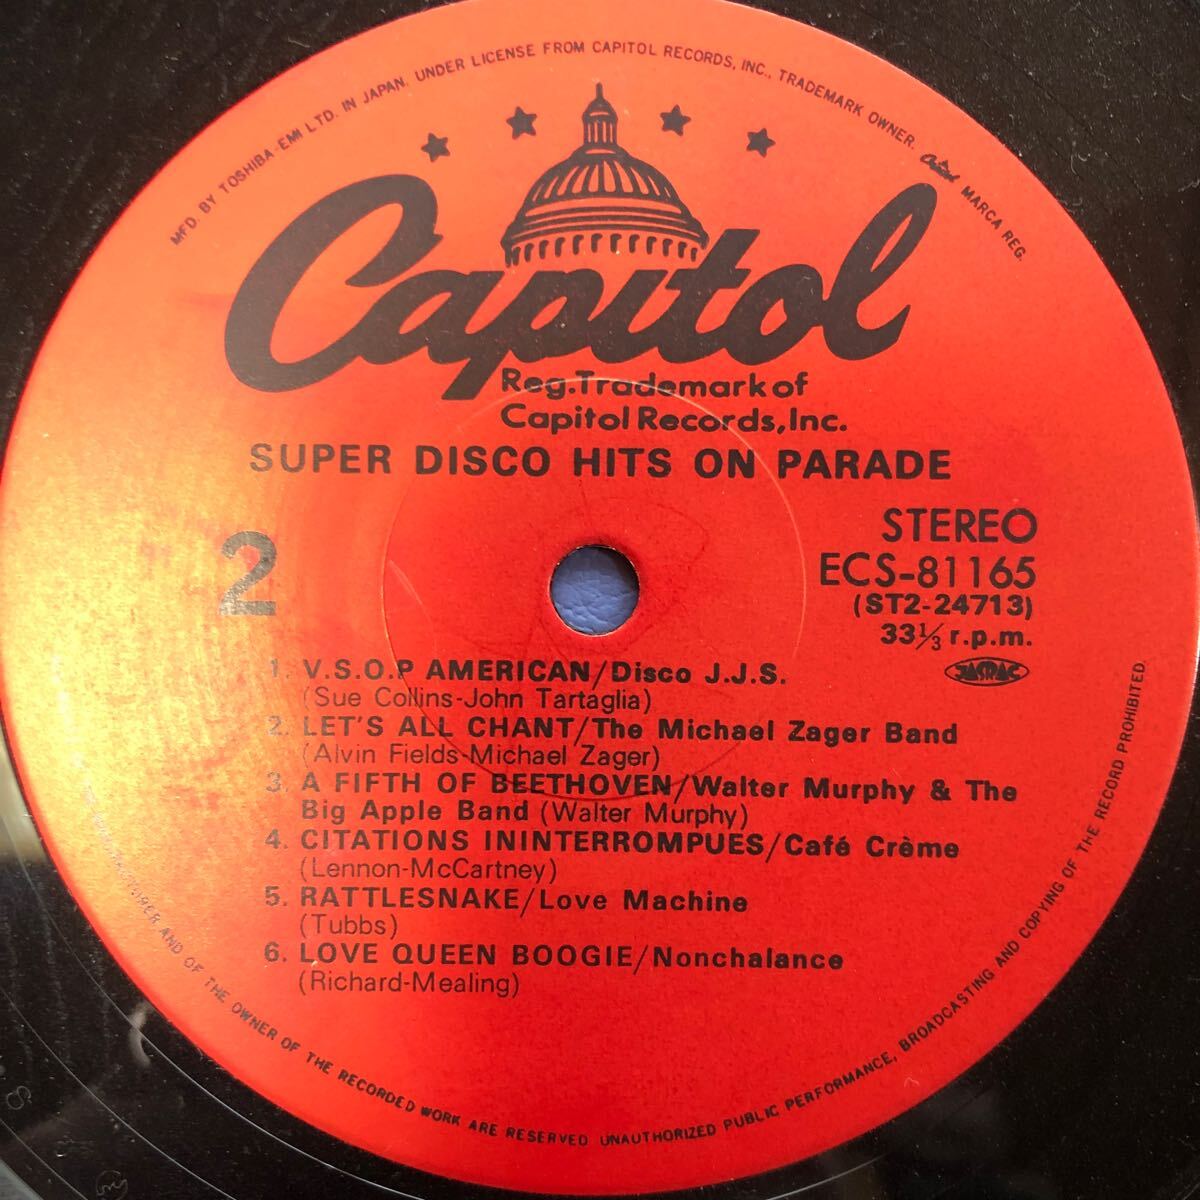 MFD. BY TOSHIBA-EMI LTD. IN JAPAN. UNDER LICENSE FROM CAPITOL RECORDS, INC., TRADEMARK OWNER. Capitol MARCA REG.
Capitol
Reg. Trademark of
Capitol Records, Inc.
SUPER DISCO HITS ON PARADE
2
STEREO
ECS-81165
(ST2-24713)
33⅓ r.p.m.
JASRAC
1. V.S.O.P AMERICAN/Disco J.J.S.
(Sue Collins-John Tartaglia)
2. LET'S ALL CHANT/The Michael Zager Band
(Alvin Fields-Michael Zager)
3. A FIFTH OF BEETHOVEN/Walter Murphy & The
Big Apple Band (Walter Murphy)
4. CITATIONS ININTERROMPUES/Café Crème
(Lennon-McCartney)
5. RATTLESNAKE/Love Machine
(Tubbs)
6. LOVE QUEEN BOOGIE/Nonchalance
(Richard-Mealing)
AND OF THE OWNER OF THE RECORDED WORK ARE RESERVED UNAUTHORIZED PUBLIC PERFORMANCE, BROADCASTING AND COPYING OF THE RECORD PROHIBITED.